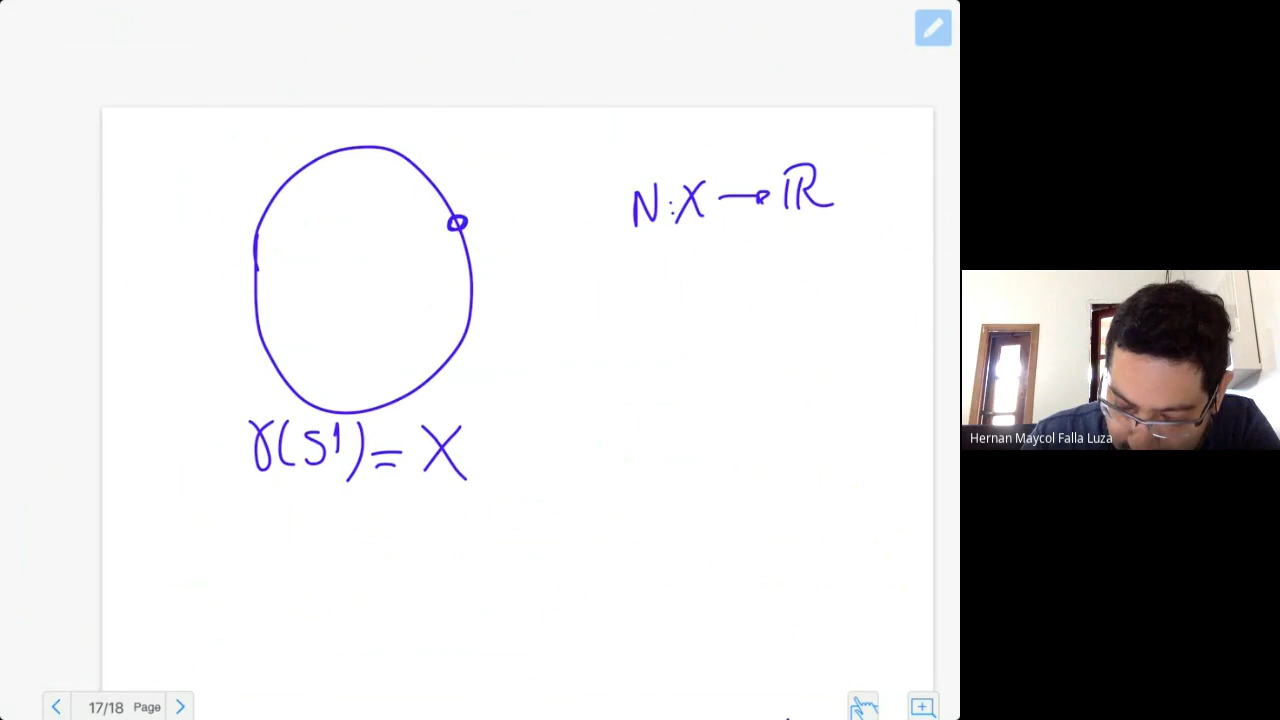 N:X → ℝ
γ(S¹) = X
Hernan Maycol Falla Luza
17/18 Page